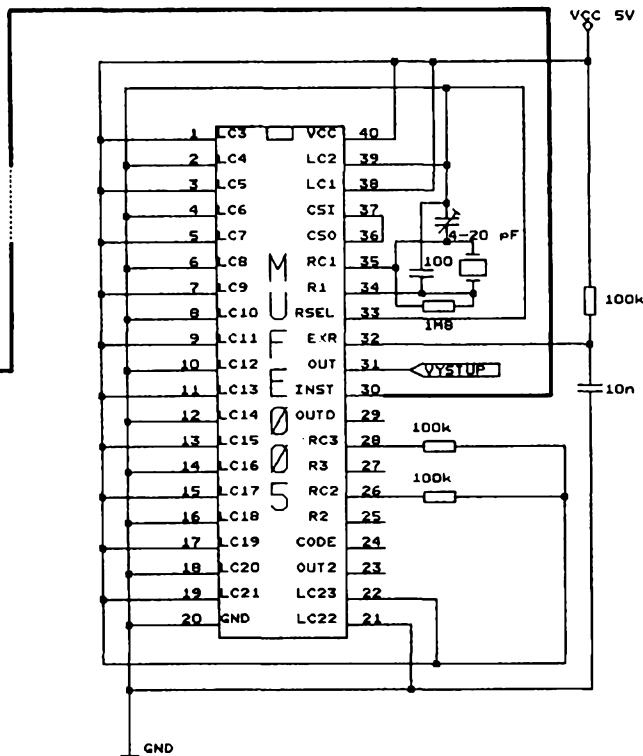 VCC 5V
1 LC3 VCC 40
2 LC4 LC2 39
3 LC5 LC1 38
4 LC6 CSI 37
5 LC7 CSO 36
4-20 pF
6 LC8 RC1 35
100
7 LC9 R1 34
8 LC10 RSEL 33
1M8
100k
9 LC11 EXR 32
10 LC12 OUT 31
VYSTUP
11 LC13 INST 30
10n
12 LC14 OUTD 29
13 LC15 RC3 28
100k
14 LC16 R3 27
15 LC17 RC2 26
100k
16 LC18 R2 25
17 LC19 CODE 24
18 LC20 OUT2 23
19 LC21 LC23 22
20 GND LC22 21
MUFE005
GND